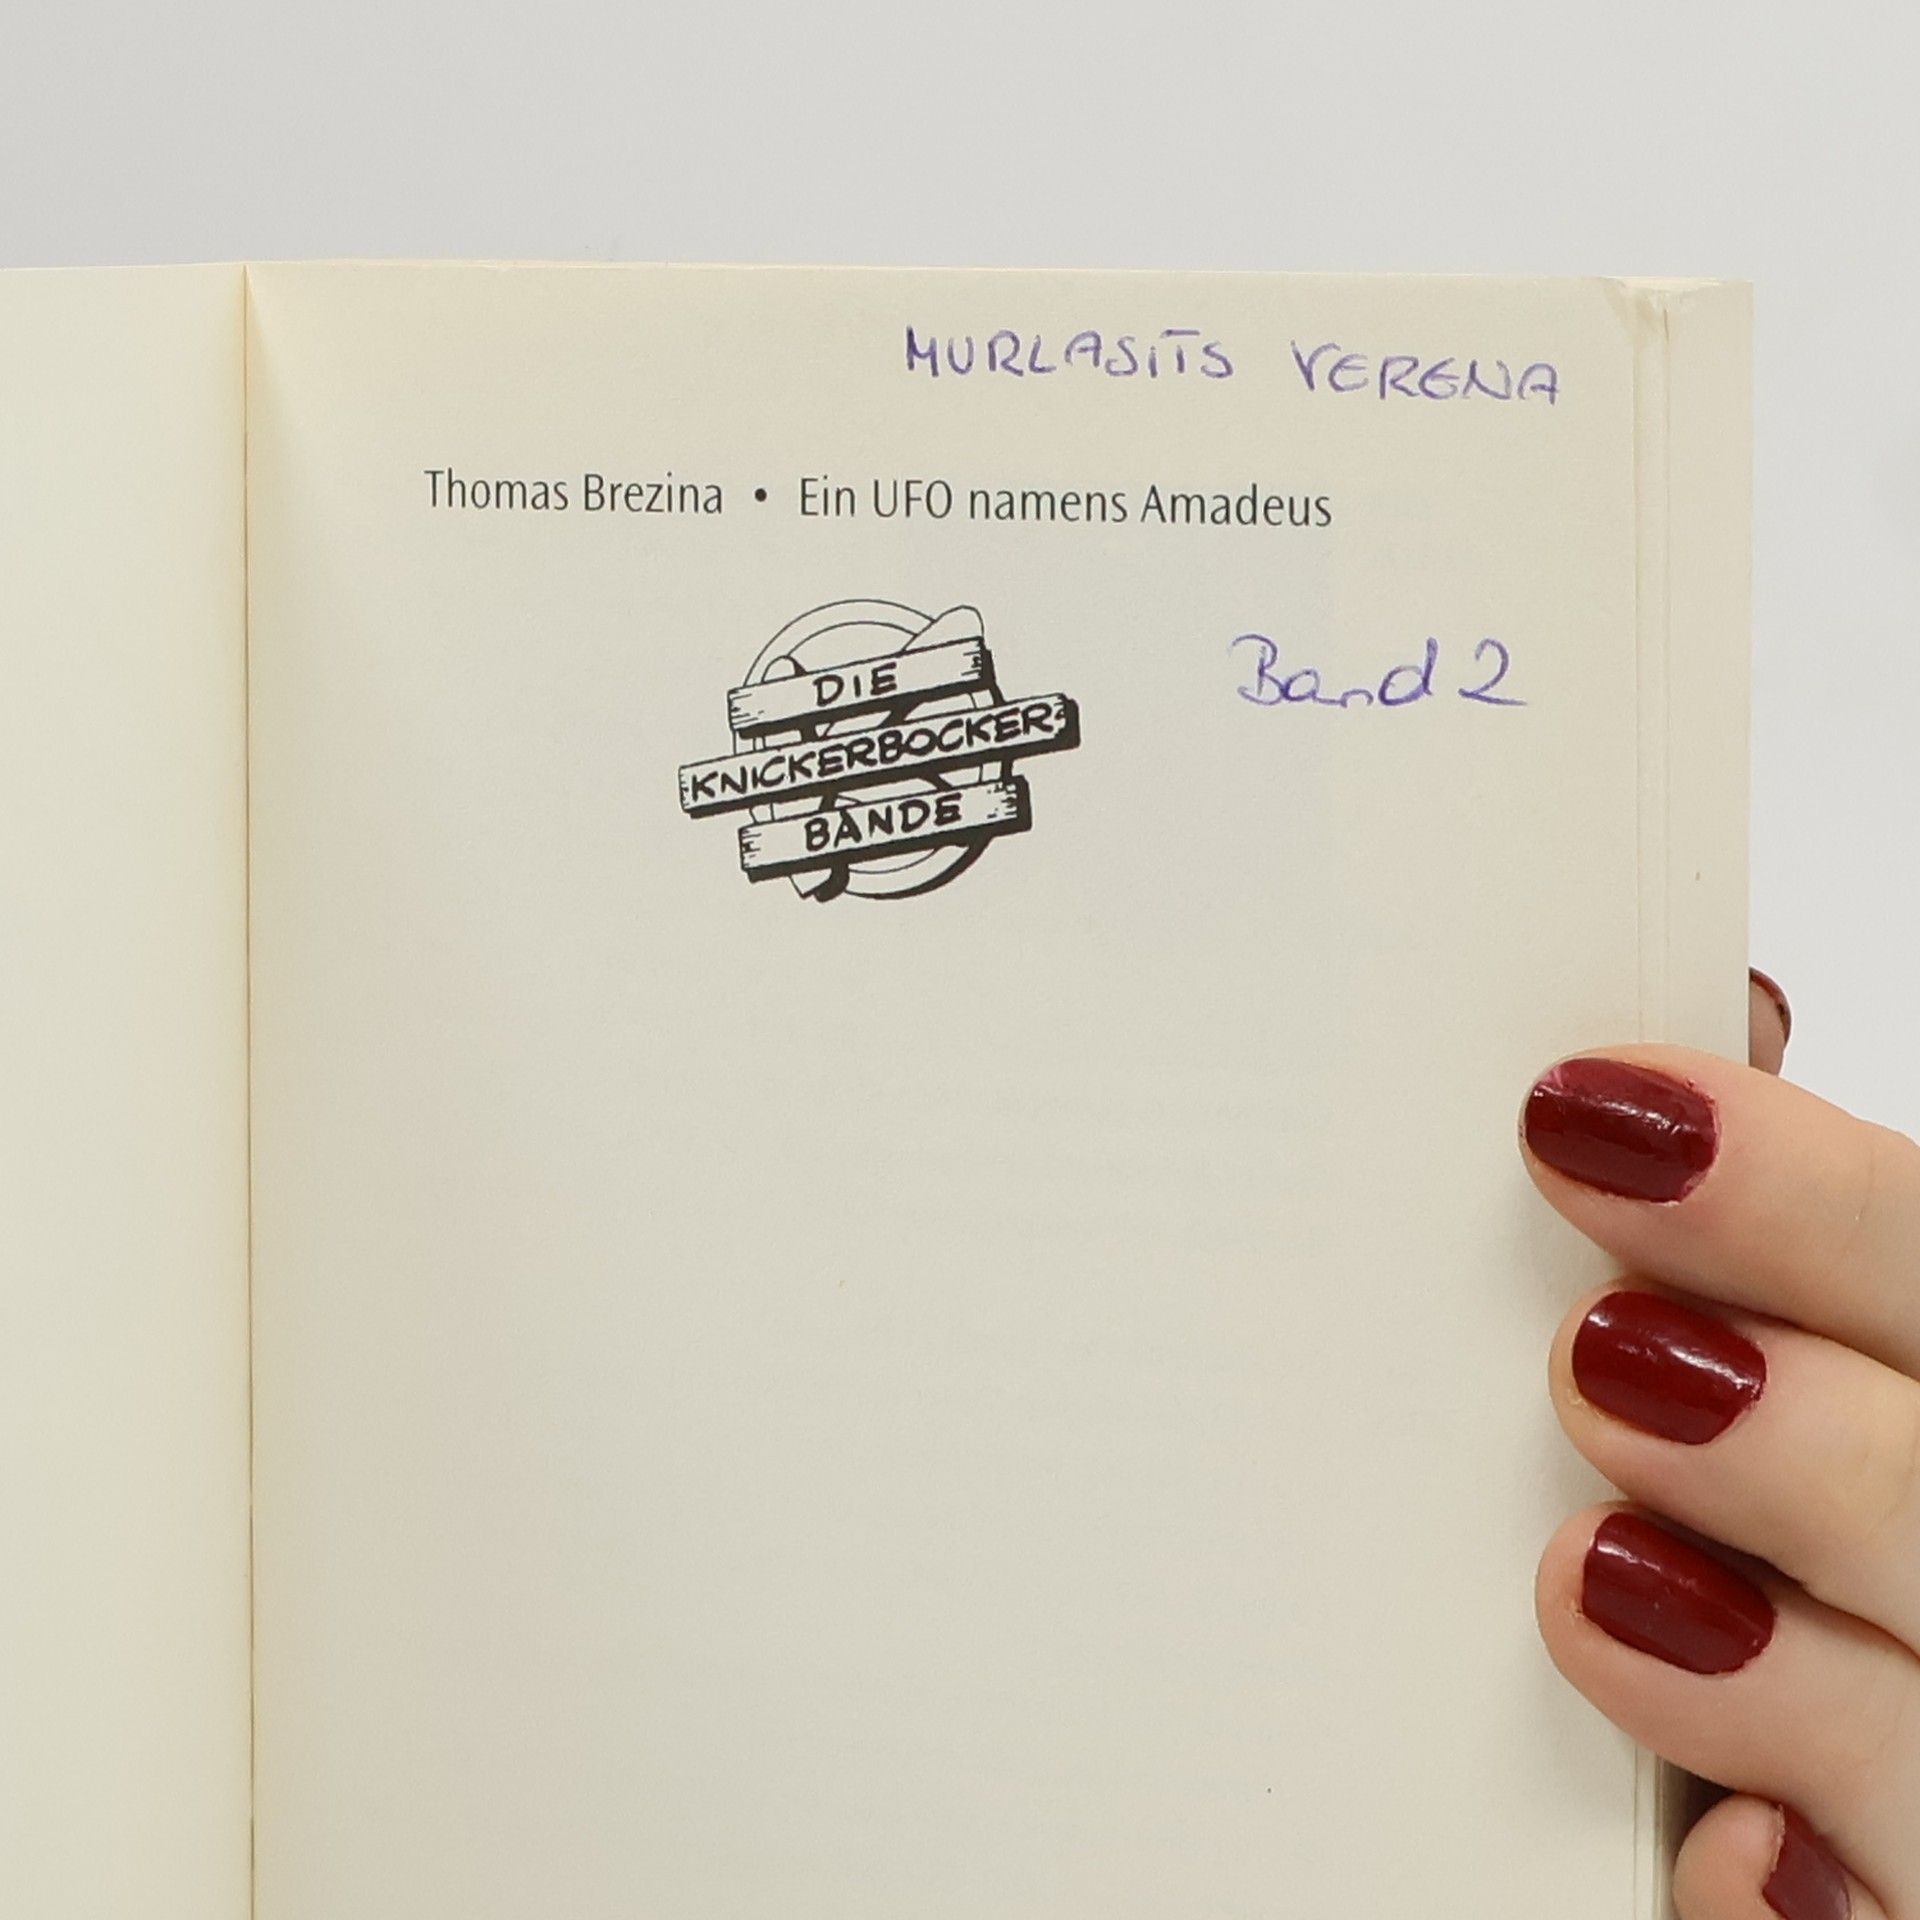 MURLASITS VERENA
Thomas Brezina • Ein UFO namens Amadeus
DIE
KNICKERBOCKER-
BANDE
Band 2